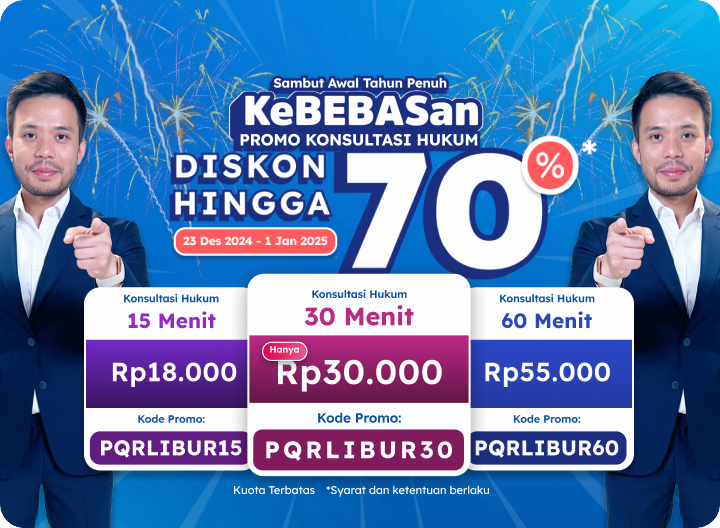 Sambut Awal Tahun Penuh
KeBEBASan
PROMO KONSULTASI HUKUM
DISKON
HINGGA
70%*
23 Des 2024 - 1 Jan 2025
Konsultasi Hukum
15 Menit
Rp18.000
Kode Promo:
PQRLIBUR15
Konsultasi Hukum
30 Menit
Hanya
Rp30.000
Kode Promo:
PQRLIBUR30
Konsultasi Hukum
60 Menit
Rp55.000
Kode Promo:
PQRLIBUR60
Kuota Terbatas *Syarat dan ketentuan berlaku